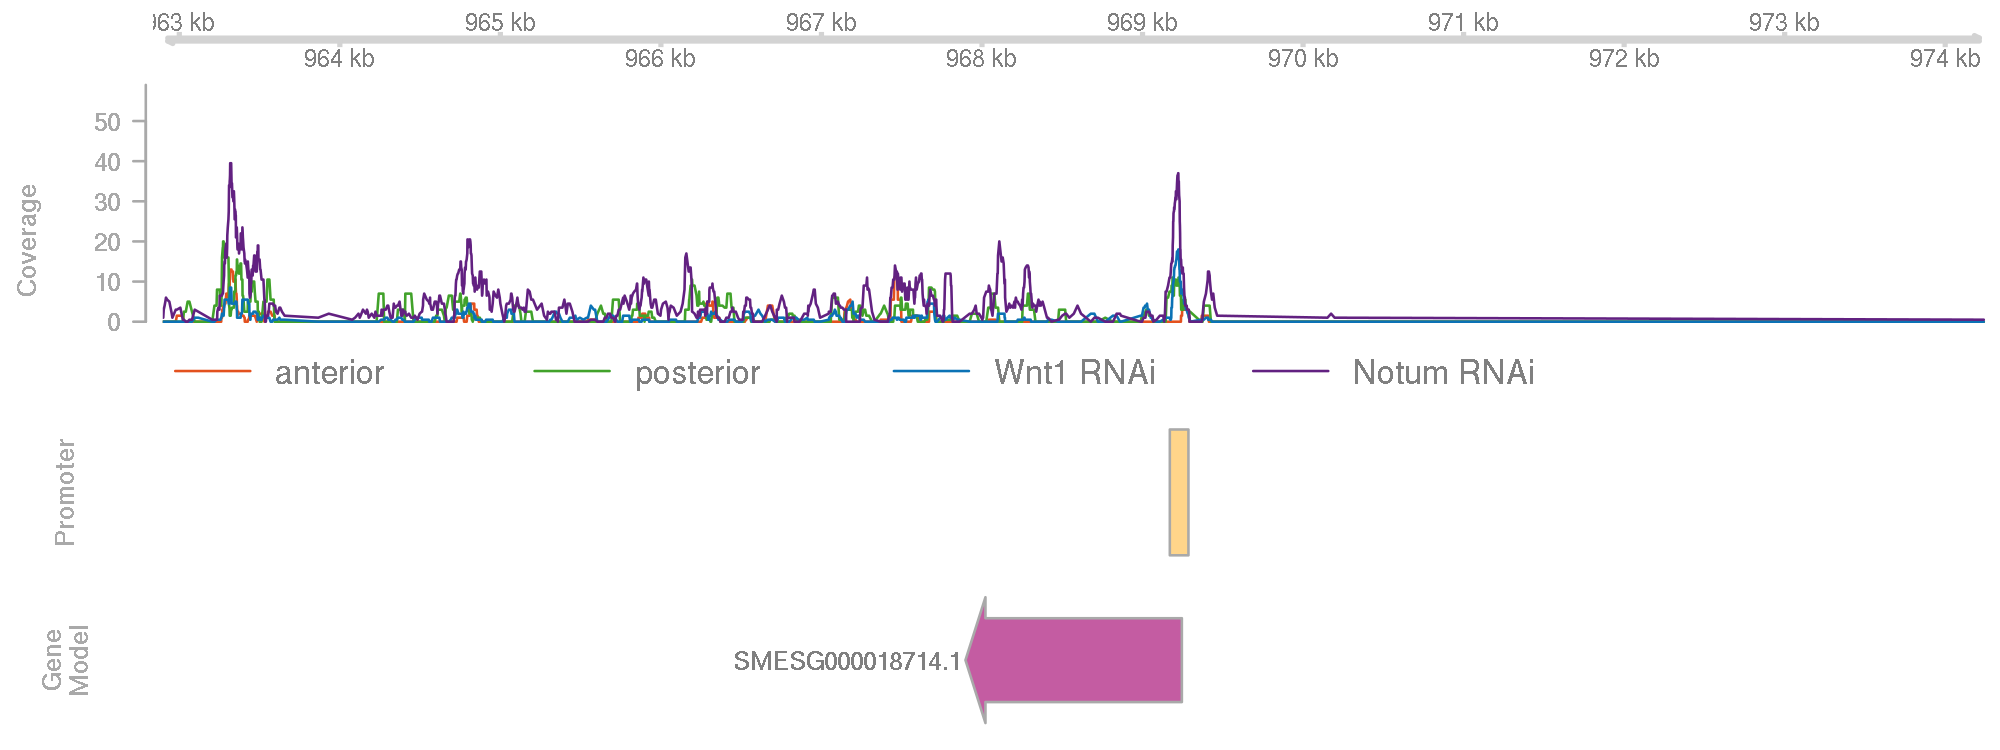 963 kb 965 kb 967 kb 969 kb 971 kb 973 kb
964 kb 966 kb 968 kb 970 kb 972 kb 974 kb
Coverage
50
40
30
20
10
0
anterior posterior Wnt1 RNAi Notum RNAi
Promoter
Gene
Model
SMESG000018714.1